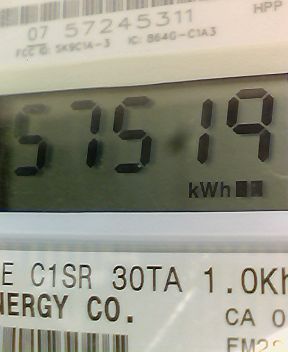 HPP
07 57245311
FCC ID: SK9C1A-3 IC: 864G-C1A3
57519
kWh
E C1SR 30TA 1.0Kh
NERGY CO.
CA 0